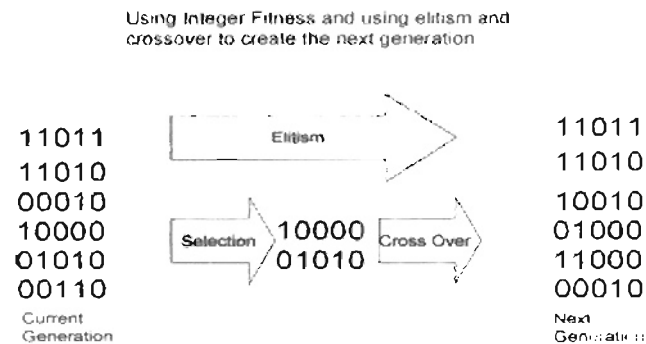 Using Integer Fitness and using elitism and
crossover to create the next generation
11011
11010
00010
10000
01010
00110
Current
Generation
Elitism
Selection
10000
01010
Cross Over
11011
11010
10010
01000
11000
00010
Next
Generation